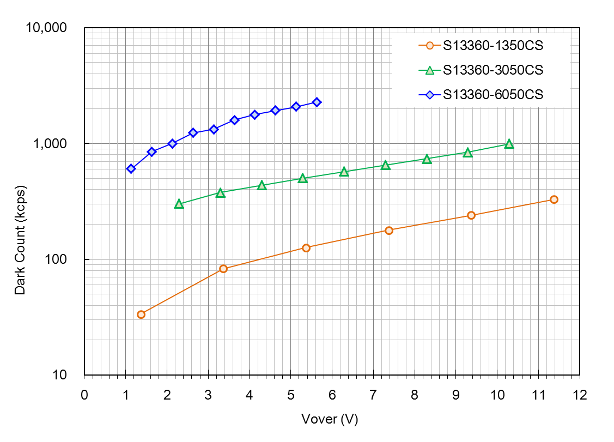 10,000
1,000
100
10
Dark Count (kcps)
S13360-1350CS
S13360-3050CS
S13360-6050CS
0 1 2 3 4 5 6 7 8 9 10 11 12
Vover (V)